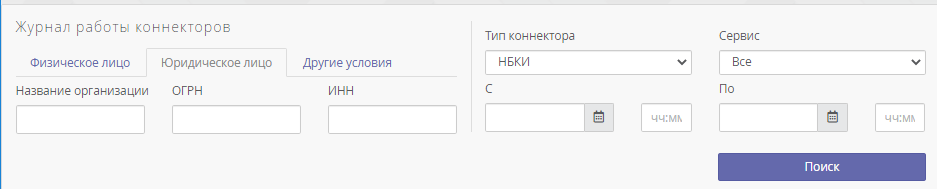 Журнал работы коннекторов
Физическое лицо Юридическое лицо Другие условия
Название организации ОГРН ИНН
Тип коннектора Сервис
НБКИ Все
С По
чч:мм чч:мм
Поиск